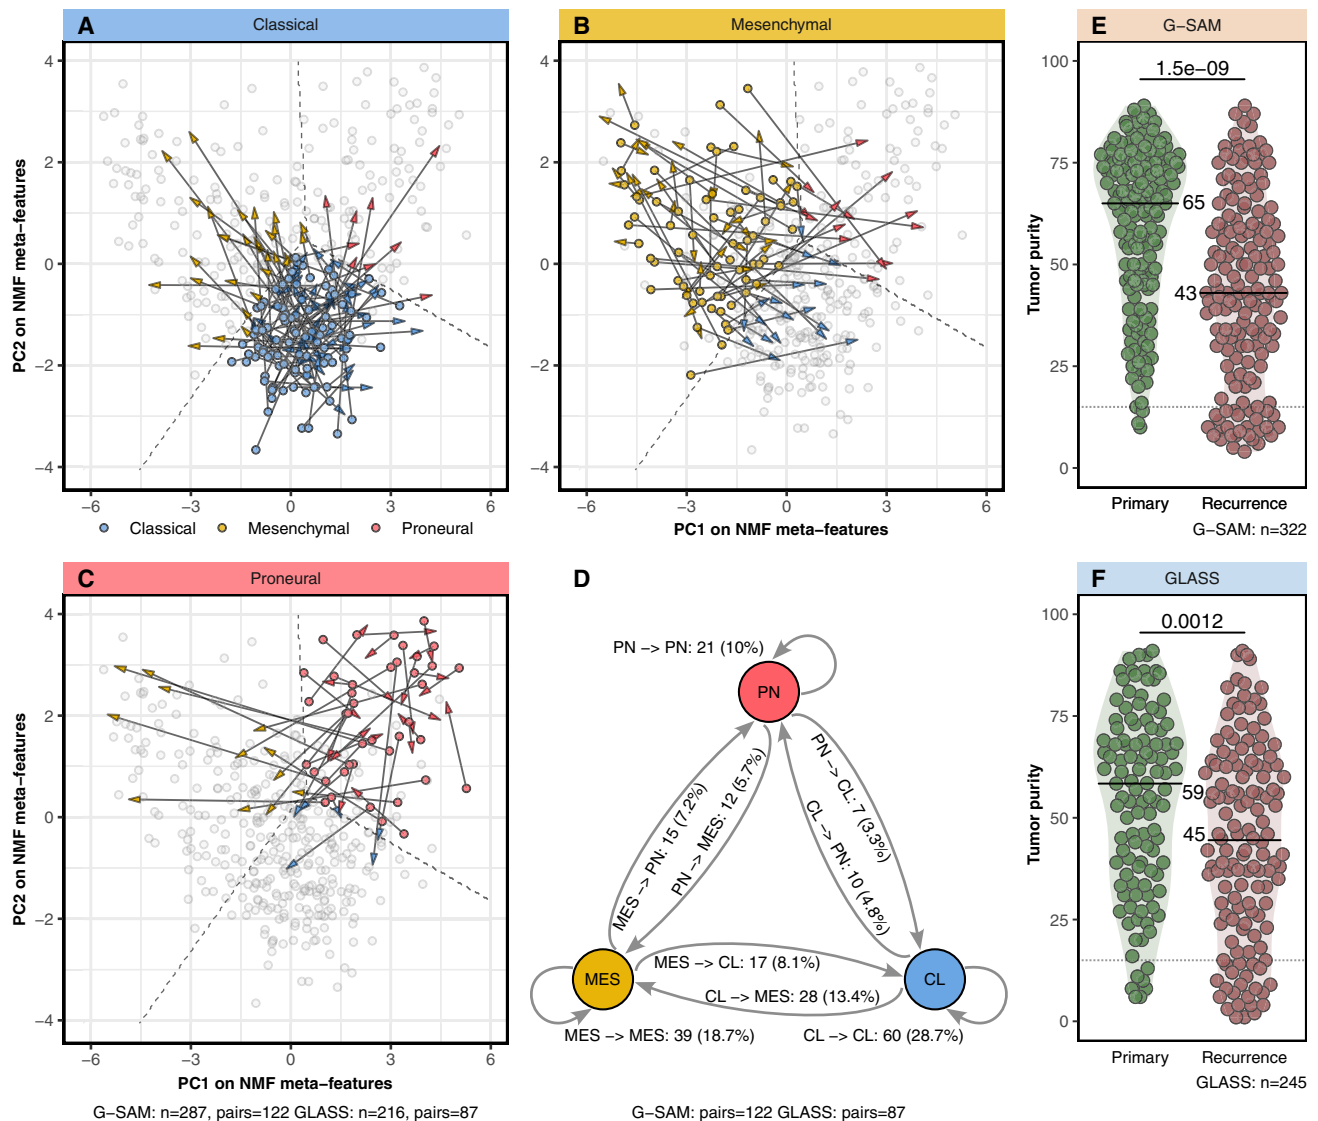 A Classical
4
2
0
−2
−4
PC2 on NMF meta−features
−6 −3 0 3 6
Classical Mesenchymal Proneural
B Mesenchymal
4
2
0
−2
−4
−6 −3 0 3 6
PC1 on NMF meta−features
E G−SAM
1.5e−09
100
75
50
25
0
Tumor purity
65
43
Primary Recurrence
G−SAM: n=322
C Proneural
4
2
0
−2
−4
PC2 on NMF meta−features
−6 −3 0 3 6
PC1 on NMF meta−features
G−SAM: n=287, pairs=122 GLASS: n=216, pairs=87
D
PN −> PN: 21 (10%)
PN
MES −> PN: 15 (7.2%)
PN −> MES: 12 (5.7%)
PN −> CL: 7 (3.3%)
CL −> PN: 10 (4.8%)
MES
MES −> CL: 17 (8.1%)
CL −> MES: 28 (13.4%)
CL
MES −> MES: 39 (18.7%)
CL −> CL: 60 (28.7%)
G−SAM: pairs=122 GLASS: pairs=87
F GLASS
0.0012
100
75
50
25
0
Tumor purity
59
45
Primary Recurrence
GLASS: n=245